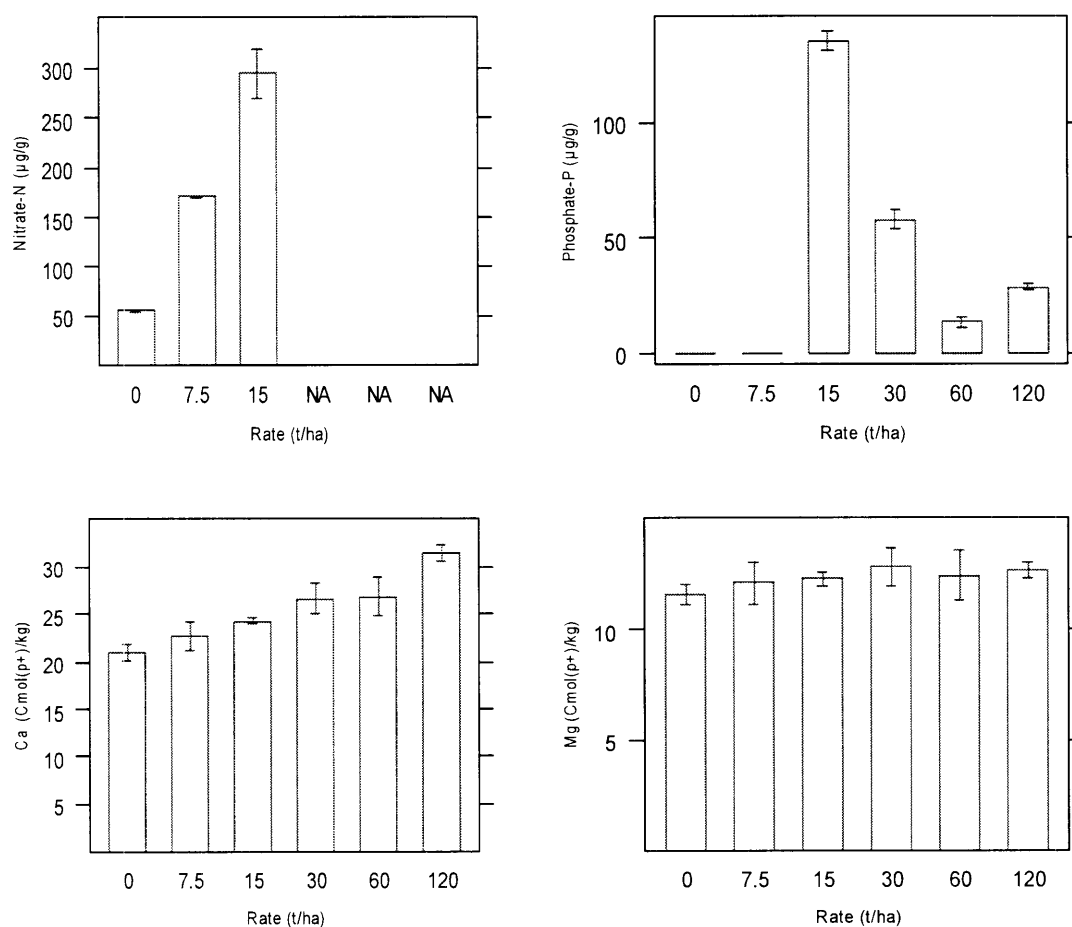 Nitrate-N (µg/g)
300
250
200
150
100
50
0 7.5 15 NA NA NA
Rate (t/ha)
Phosphate-P (µg/g)
100
50
0
0 7.5 15 30 60 120
Rate (t/ha)
Ca (Cmol(p+)/kg)
30
25
20
15
10
5
0 7.5 15 30 60 120
Rate (t/ha)
Mg (Cmol(p+)/kg)
10
5
0 7.5 15 30 60 120
Rate (t/ha)